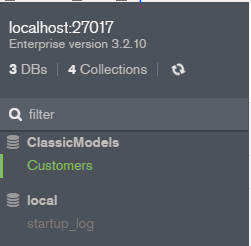 localhost:27017
Enterprise version 3.2.10
3 DBs 4 Collections
filter
ClassicModels
Customers
local
startup_log